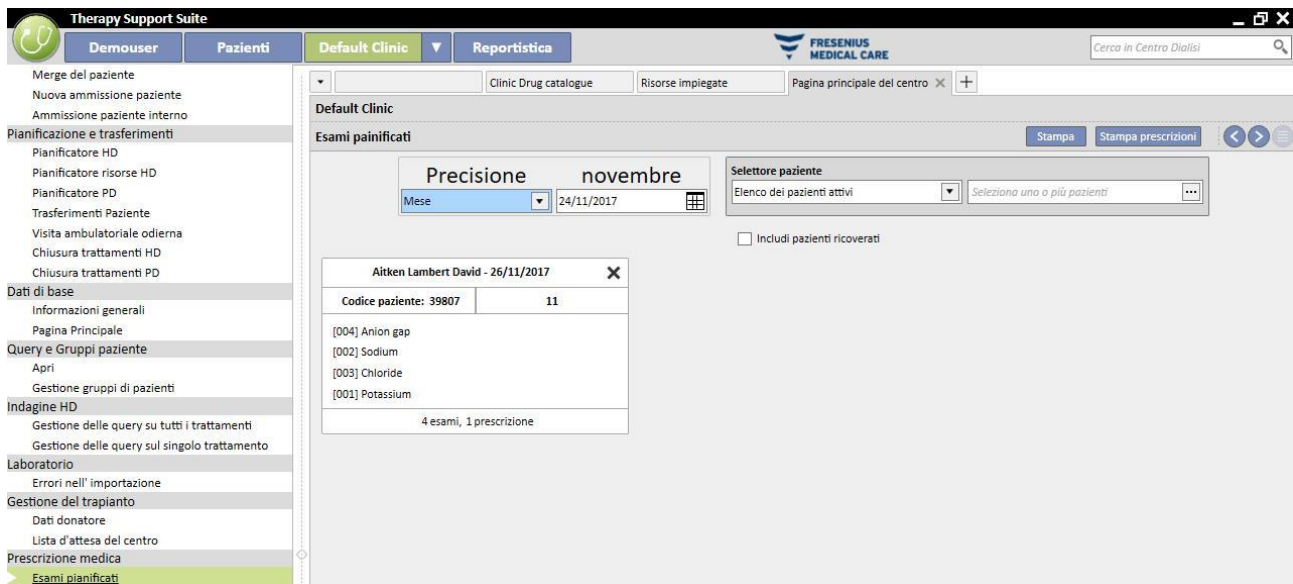 Therapy Support Suite
Demouser
Pazienti
Default Clinic
Reportistica
FRESENIUS
MEDICAL CARE
Cerca in Centro Dialisi
Merge del paziente
Nuova ammissione paziente
Ammissione paziente interno
Pianificazione e trasferimenti
Pianificatore HD
Pianificatore risorse HD
Pianificatore PD
Trasferimenti Paziente
Visita ambulatoriale odierna
Chiusura trattamenti HD
Chiusura trattamenti PD
Dati di base
Informazioni generali
Pagina Principale
Query e Gruppi paziente
Apri
Gestione gruppi di pazienti
Indagine HD
Gestione delle query su tutti i trattamenti
Gestione delle query sul singolo trattamento
Laboratorio
Errori nell' importazione
Gestione del trapianto
Dati donatore
Lista d'attesa del centro
Prescrizione medica
Esami pianificati
Clinic Drug catalogue
Risorse impiegate
Pagina principale del centro
Default Clinic
Esami painificati
Stampa
Stampa prescrizioni
Precisione
novembre
Mese
24/11/2017
Selettore paziente
Elenco dei pazienti attivi
Seleziona uno o più pazienti
Includi pazienti ricoverati
Aitken Lambert David - 26/11/2017
Codice paziente: 39807
11
[004] Anion gap
[002] Sodium
[003] Chloride
[001] Potassium
4 esami, 1 prescrizione